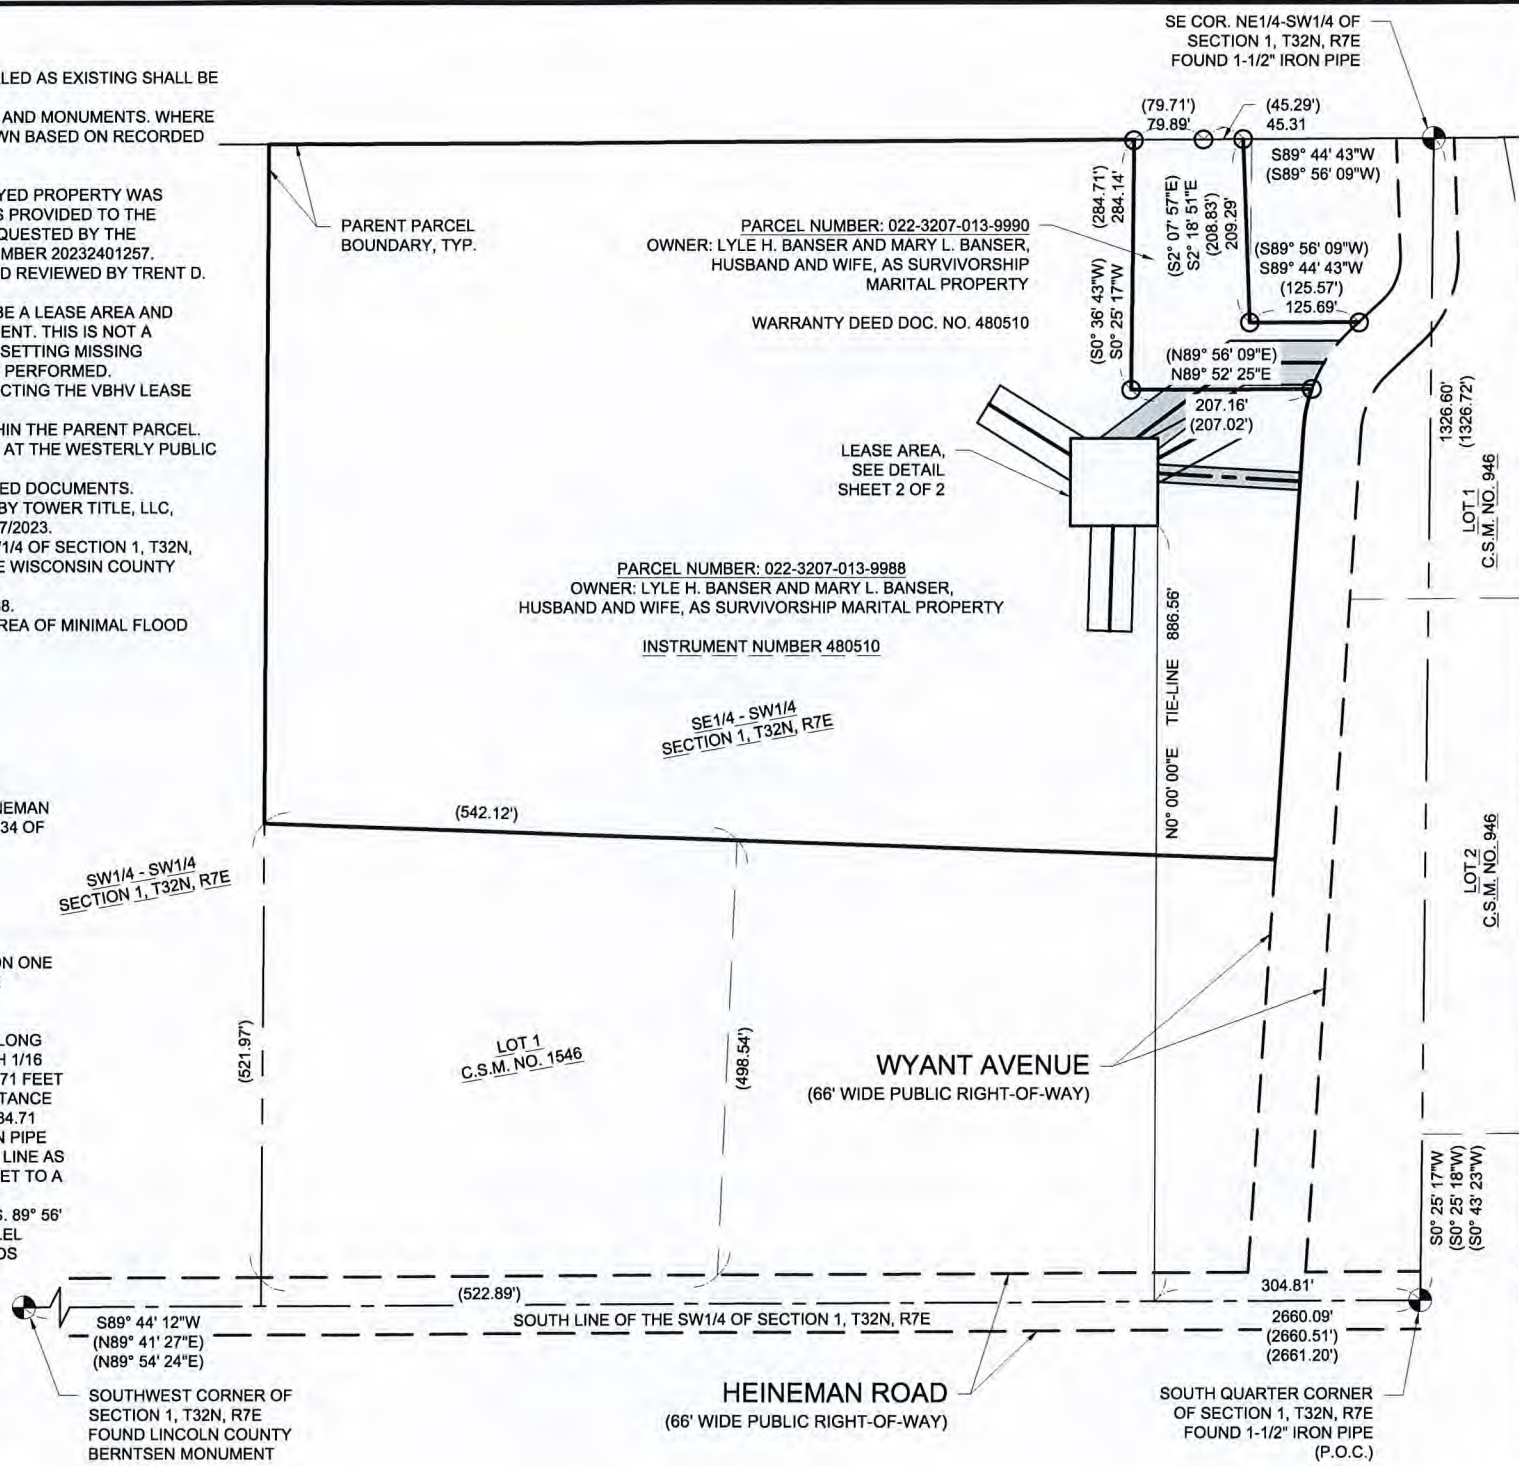 LED AS EXISTING SHALL BE
AND MONUMENTS. WHERE
WN BASED ON RECORDED
YED PROPERTY WAS
S PROVIDED TO THE
QUESTED BY THE
MBER 20232401257.
D REVIEWED BY TRENT D.
BE A LEASE AREA AND
ENT. THIS IS NOT A
SETTING MISSING
PERFORMED.
CTING THE VBHV LEASE
HIN THE PARENT PARCEL.
AT THE WESTERLY PUBLIC
ED DOCUMENTS.
BY TOWER TITLE, LLC,
7/2023.
/1/4 OF SECTION 1, T32N,
E WISCONSIN COUNTY
8.
REA OF MINIMAL FLOOD
NEMAN
34 OF
ON ONE
LONG
H 1/16
71 FEET
TANCE
34.71
N PIPE
LINE AS
ET TO A
S. 89° 56'
LEL
DS
SE COR. NE1/4-SW1/4 OF
SECTION 1, T32N, R7E
FOUND 1-1/2" IRON PIPE
(79.71')
79.89'
(45.29')
45.31
S89° 44' 43"W
(S89° 56' 09"W)
PARENT PARCEL
BOUNDARY, TYP.
PARCEL NUMBER: 022-3207-013-9990
OWNER: LYLE H. BANSER AND MARY L. BANSER,
HUSBAND AND WIFE, AS SURVIVORSHIP
MARITAL PROPERTY
WARRANTY DEED DOC. NO. 480510
(284.71')
284.14'
(S0° 36' 43"W)
S0° 25' 17"W
(S2° 07' 57"E)
S2° 18' 51"E
(208.83')
209.29'
(S89° 56' 09"W)
S89° 44' 43"W
(125.57')
125.69'
(N89° 56' 09"E)
N89° 52' 25"E
207.16'
(207.02')
LEASE AREA,
SEE DETAIL
SHEET 2 OF 2
1326.60'
(1326.72')
LOT 1
C.S.M. NO. 946
PARCEL NUMBER: 022-3207-013-9988
OWNER: LYLE H. BANSER AND MARY L. BANSER,
HUSBAND AND WIFE, AS SURVIVORSHIP MARITAL PROPERTY
INSTRUMENT NUMBER 480510
N0° 00' 00"E TIE-LINE 886.56'
SE1/4 - SW1/4
SECTION 1, T32N, R7E
(542.12')
SW1/4 - SW1/4
SECTION 1, T32N, R7E
LOT 2
C.S.M. NO. 946
(521.97')
LOT 1
C.S.M. NO. 1546
(498.54')
WYANT AVENUE
(66' WIDE PUBLIC RIGHT-OF-WAY)
S0° 25' 17"W
(S0° 25' 18"W)
(S0° 43' 23"W)
(522.89')
304.81'
S89° 44' 12"W
(N89° 41' 27"E)
(N89° 54' 24"E)
SOUTH LINE OF THE SW1/4 OF SECTION 1, T32N, R7E
2660.09'
(2660.51')
(2661.20')
SOUTHWEST CORNER OF
SECTION 1, T32N, R7E
FOUND LINCOLN COUNTY
BERNTSEN MONUMENT
HEINEMAN ROAD
(66' WIDE PUBLIC RIGHT-OF-WAY)
SOUTH QUARTER CORNER
OF SECTION 1, T32N, R7E
FOUND 1-1/2" IRON PIPE
(P.O.C.)